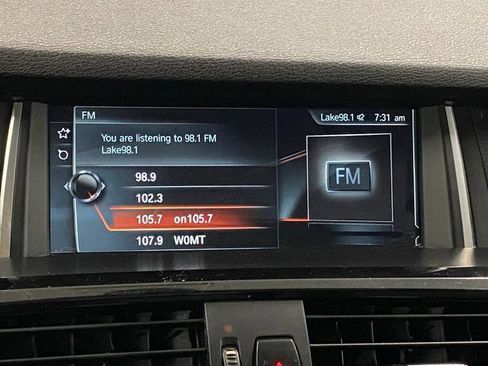 FM
Lake98.1 7:31 am
You are listening to 98.1 FM
Lake98.1
98.9
102.3
105.7 on105.7
107.9 W0MT
FM